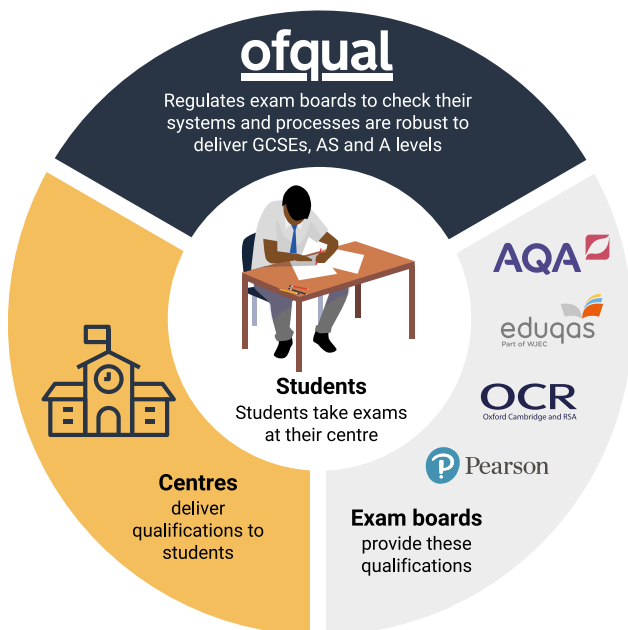 ofqual
Regulates exam boards to check their
systems and processes are robust to
deliver GCSEs, AS and A levels
AQA
eduqas
Part of WJEC
OCR
Oxford Cambridge and RSA
Pearson
Exam boards
provide these
qualifications
Students
Students take exams
at their centre
Centres
deliver
qualifications to
students